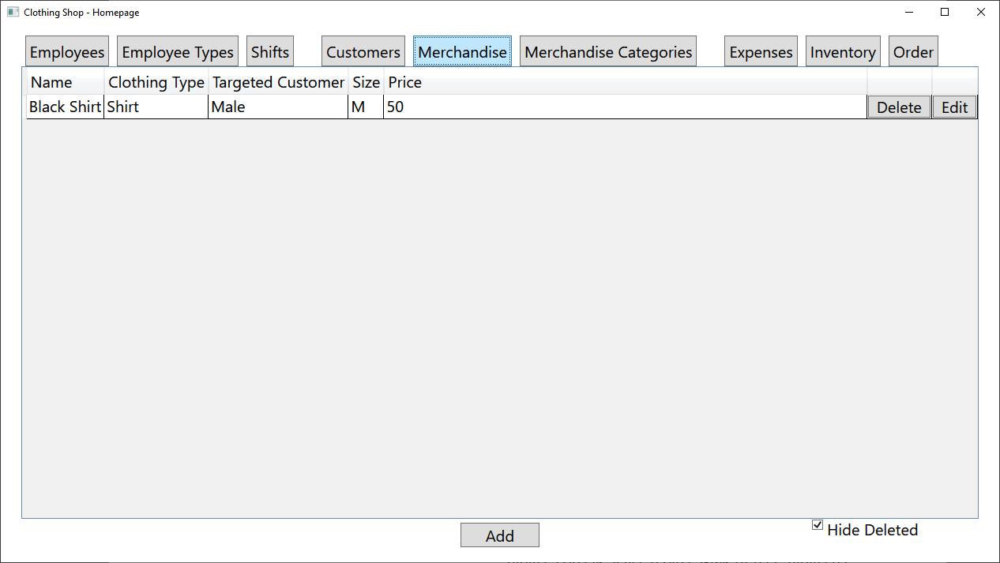 Clothing Shop - Homepage
Employees Employee Types Shifts Customers Merchandise Merchandise Categories Expenses Inventory Order
Name Clothing Type Targeted Customer Size Price
Black Shirt Shirt Male M 50 Delete Edit
Add Hide Deleted